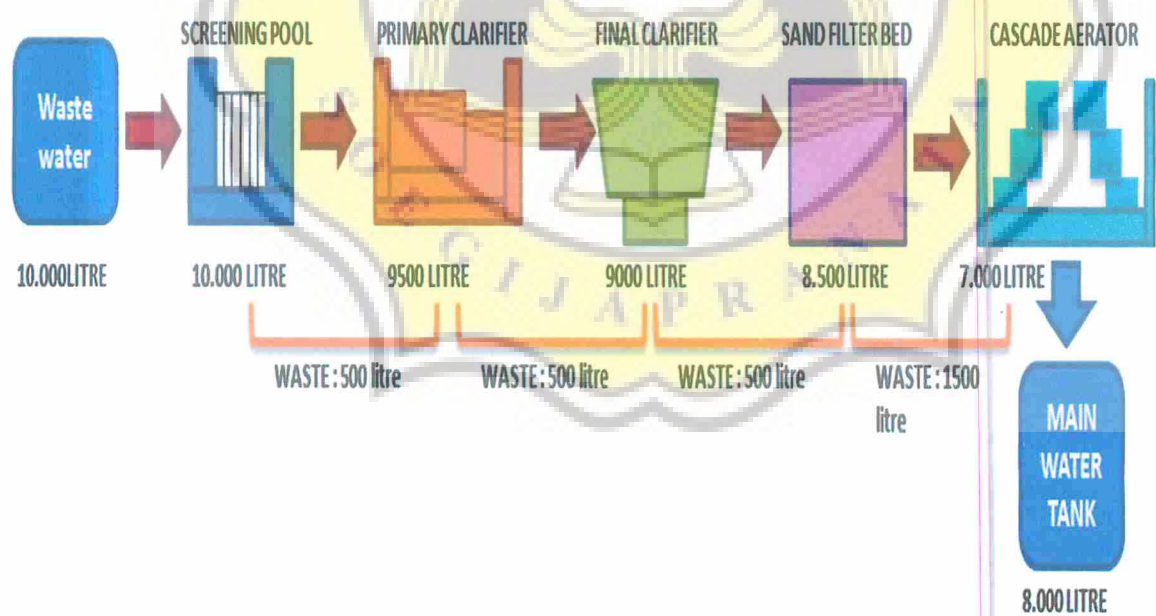 SCREENING POOL
PRIMARY CLARIFIER
FINAL CLARIFIER
SAND FILTER BED
CASCADE AERATOR
Waste
water
10.000LITRE
10.000 LITRE
9500 LITRE
9000 LITRE
8.500 LITRE
7.000 LITRE
WASTE : 500 litre
WASTE : 500 litre
WASTE : 500 litre
WASTE : 1500
litre
MAIN
WATER
TANK
8.000 LITRE
GIJAPRANATA